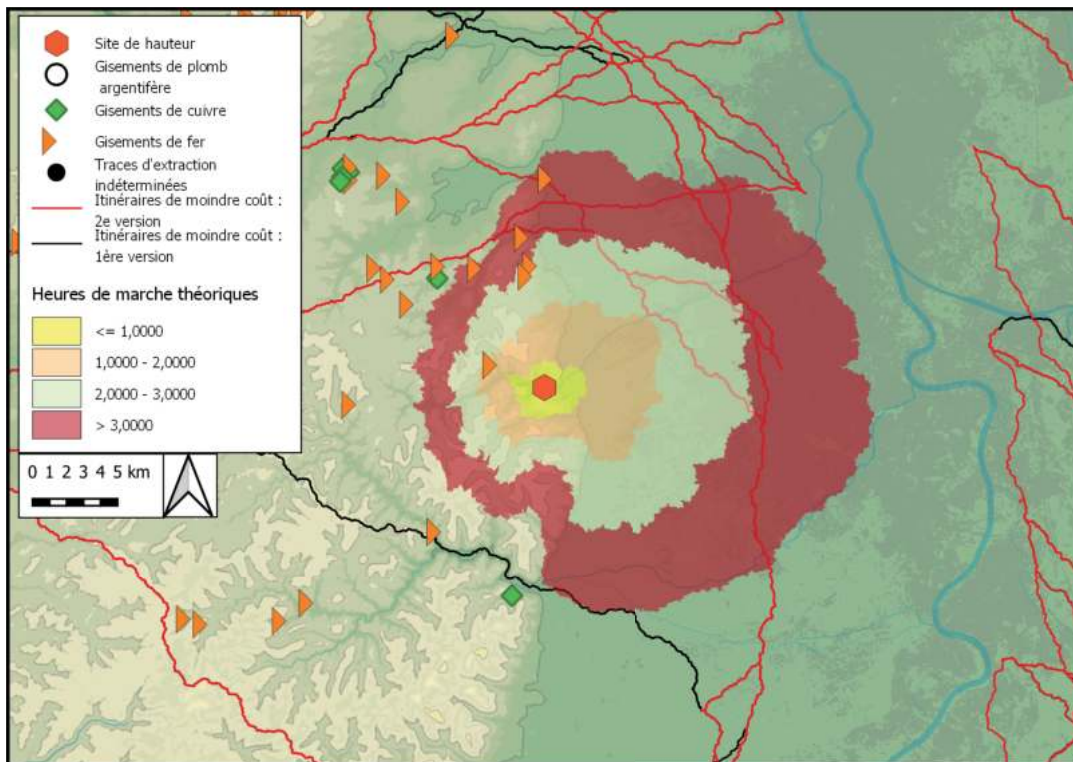 Site de hauteur
Gisements de plomb
argentifère
Gisements de cuivre
Gisements de fer
Traces d'extraction
indéterminées
Itinéraires de moindre coût :
2e version
Itinéraires de moindre coût :
1ère version
Heures de marche théoriques
<= 1,0000
1,0000 - 2,0000
2,0000 - 3,0000
> 3,0000
0 1 2 3 4 5 km